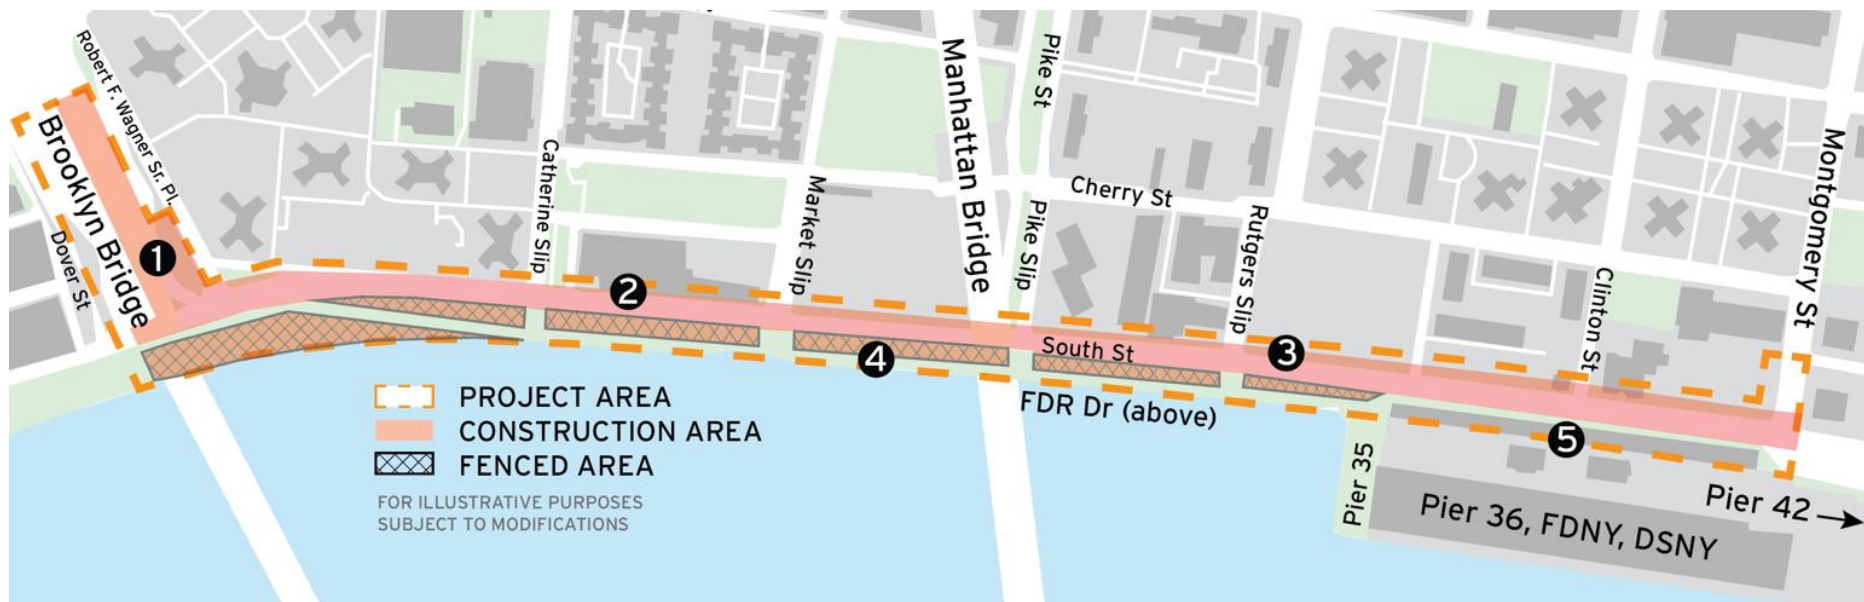 Robert F. Wagner Sr. Pl.
Brooklyn Bridge
Dover St
Catherine Slip
Market Slip
Manhattan Bridge
Pike St
Pike Slip
Cherry St
Rutgers Slip
Clinton St
Montgomery St
1
2
3
4
5
South St
FDR Dr (above)
Pier 35
Pier 36, FDNY, DSNY
Pier 42
PROJECT AREA
CONSTRUCTION AREA
FENCED AREA
FOR ILLUSTRATIVE PURPOSES
SUBJECT TO MODIFICATIONS